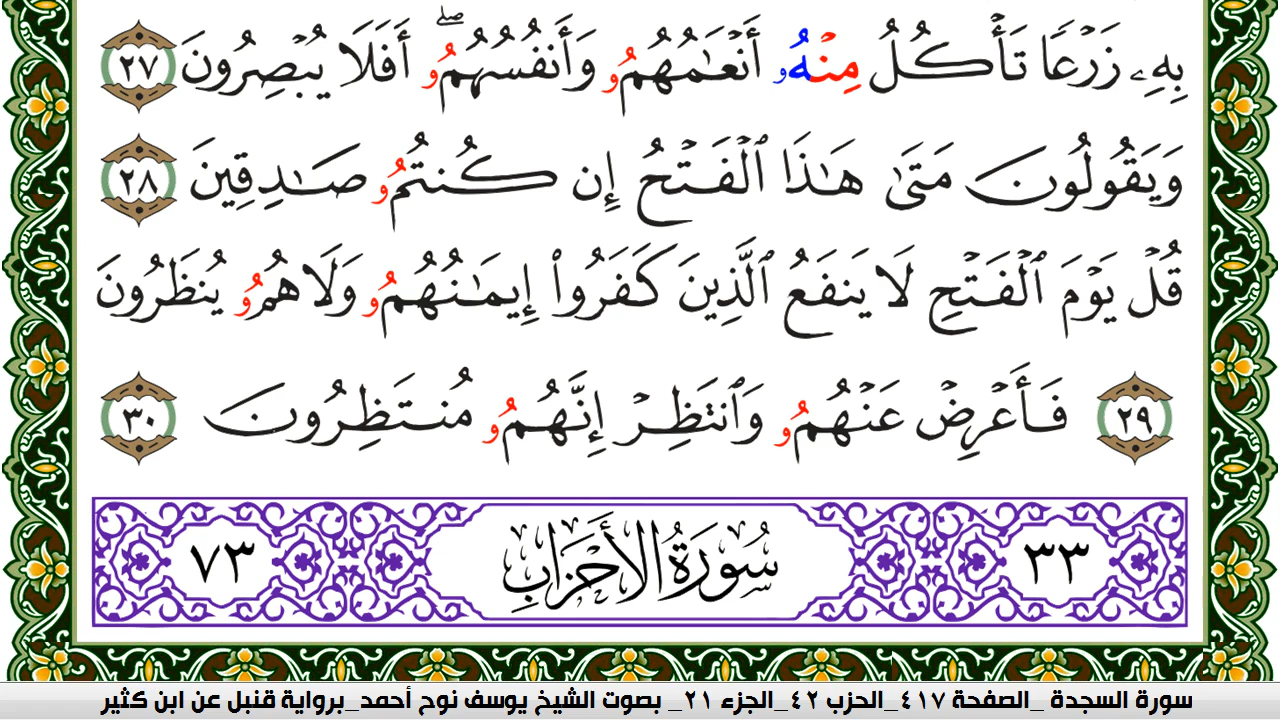 بِهِۦ زَرْعًا تَأْكُلُ مِنْهُۥ أَنْعَٰمُهُمُۥ وَأَنفُسُهُمُۥۖ أَفَلَا يُبْصِرُونَ ٢٧
وَيَقُولُونَ مَتَىٰ هَٰذَا ٱلْفَتْحُ إِن كُنتُمُۥ صَٰدِقِينَ ٢٨
قُلْ يَوْمَ ٱلْفَتْحِ لَا يَنفَعُ ٱلَّذِينَ كَفَرُوا۟ إِيمَٰنُهُمُۥ وَلَا هُمُۥ يُنظَرُونَ
٢٩ فَأَعْرِضْ عَنْهُمُۥ وَٱنتَظِرْ إِنَّهُمُۥ مُنتَظِرُونَ ٣٠
٣٣ سُورَةُ الأَحْزَابِ ٧٣
سورة السجدة _الصفحة ٤١٧_الحزب ٤٢_الجزء ٢١_ بصوت الشيخ يوسف نوح أحمد_برواية قنبل عن ابن كثير